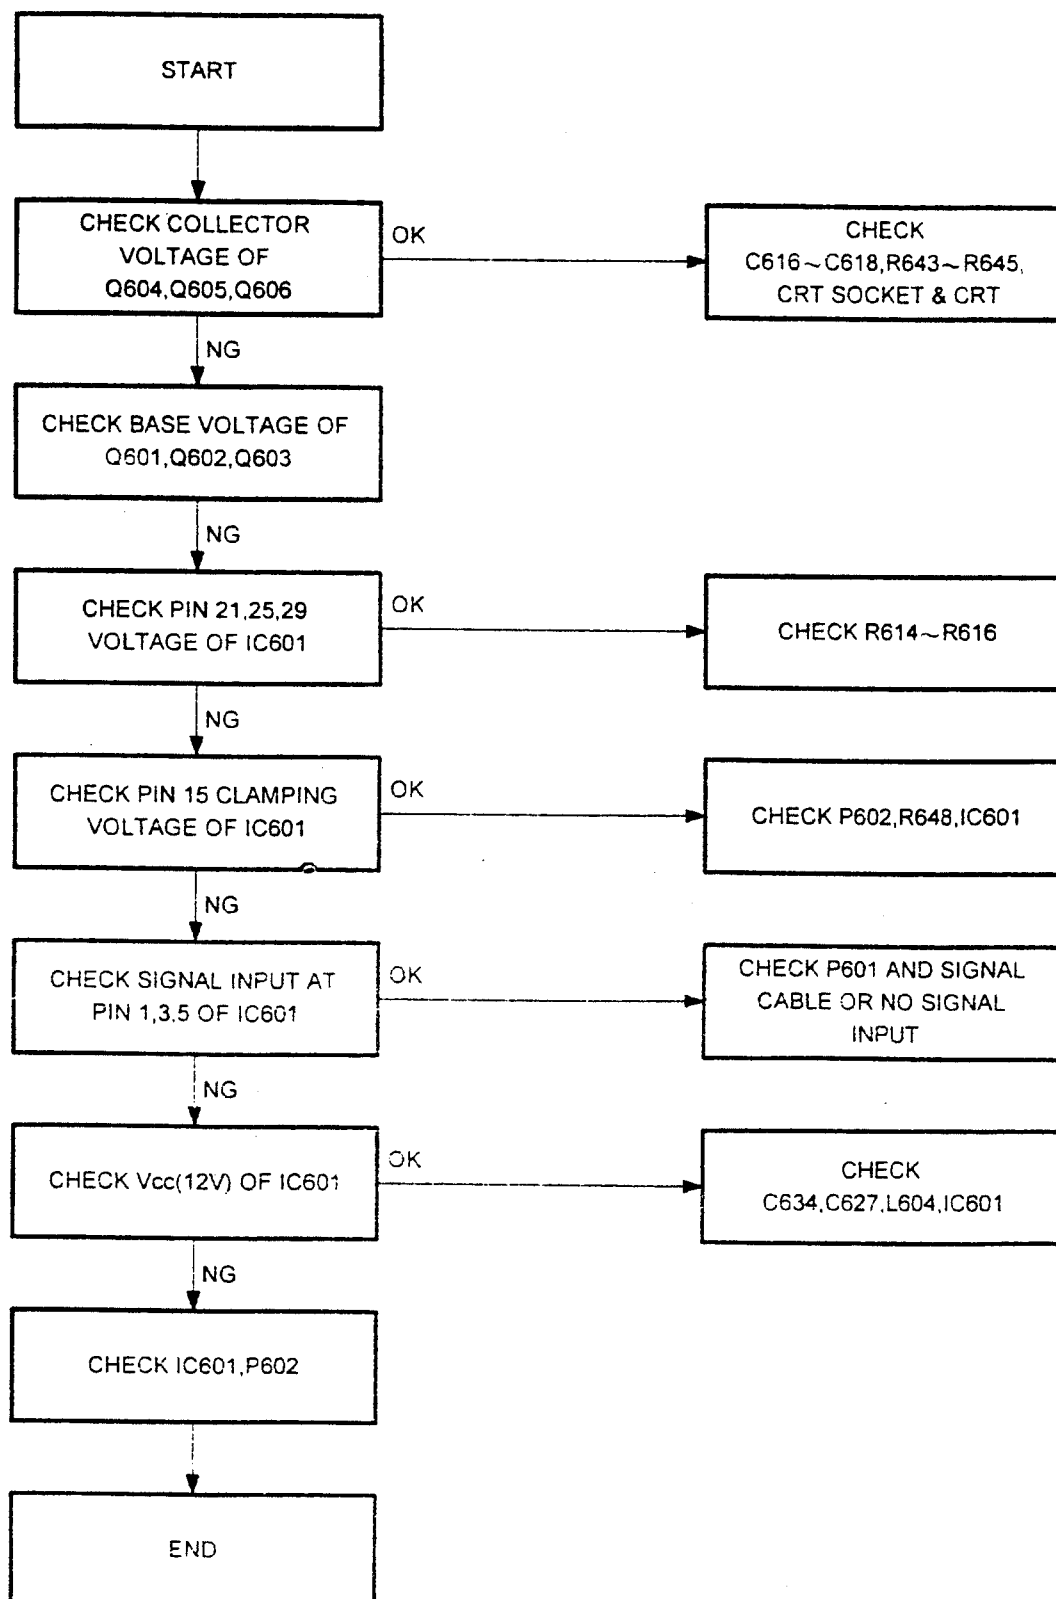 START
CHECK COLLECTOR
VOLTAGE OF
Q604,Q605,Q606
OK
CHECK
C616~C618,R643~R645,
CRT SOCKET & CRT
NG
CHECK BASE VOLTAGE OF
Q601,Q602,Q603
NG
CHECK PIN 21,25,29
VOLTAGE OF IC601
OK
CHECK R614~R616
NG
CHECK PIN 15 CLAMPING
VOLTAGE OF IC601
OK
CHECK P602,R648,IC601
NG
CHECK SIGNAL INPUT AT
PIN 1,3,5 OF IC601
OK
CHECK P601 AND SIGNAL
CABLE OR NO SIGNAL
INPUT
NG
CHECK Vcc(12V) OF IC601
OK
CHECK
C634,C627,L604,IC601
NG
CHECK IC601,P602
END